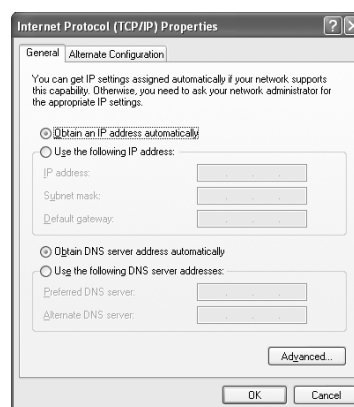 Internet Protocol (TCP/IP) Properties
General
Alternate Configuration
You can get IP settings assigned automatically if your network supports
this capability. Otherwise, you need to ask your network administrator for
the appropriate IP settings.
Obtain an IP address automatically
Use the following IP address:
IP address:
Subnet mask:
Default gateway:
Obtain DNS server address automatically
Use the following DNS server addresses:
Preferred DNS server:
Alternate DNS server:
Advanced...
OK
Cancel